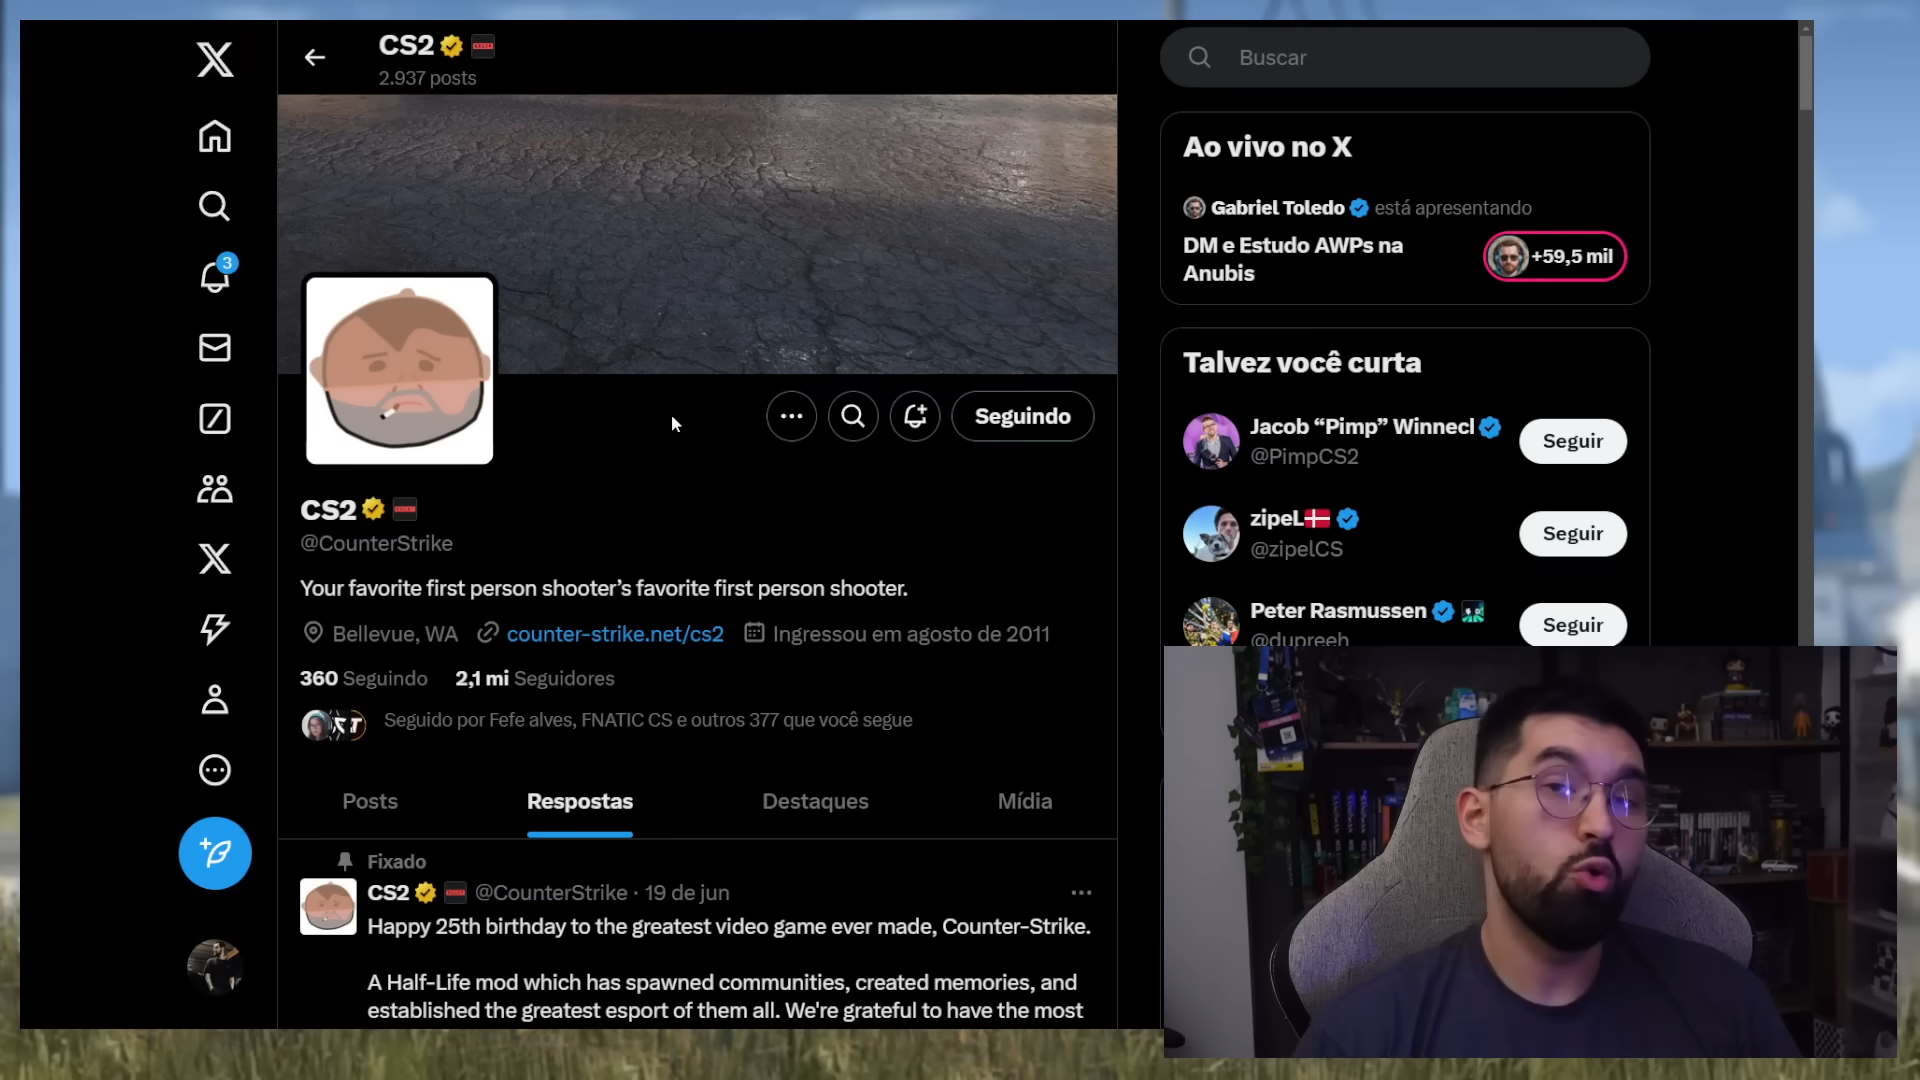 CS2
2.937 posts
3
CS2
@CounterStrike
Your favorite first person shooter’s favorite first person shooter.
Bellevue, WA counter-strike.net/cs2 Ingressou em agosto de 2011
360 Seguindo 2,1 mi Seguidores
Seguido por Fefe alves, FNATIC CS e outros 377 que você segue
Seguindo
Posts Respostas Destaques Mídia
Fixado
CS2 @CounterStrike · 19 de jun
Happy 25th birthday to the greatest video game ever made, Counter-Strike.
A Half-Life mod which has spawned communities, created memories, and
established the greatest esport of them all. We're grateful to have the most
Buscar
Ao vivo no X
Gabriel Toledo está apresentando
DM e Estudo AWPs na
Anubis
+59,5 mil
Talvez você curta
Jacob “Pimp” Winnecl
@PimpCS2
Seguir
zipeL
@zipelCS
Seguir
Peter Rasmussen
@dupreeh
Seguir